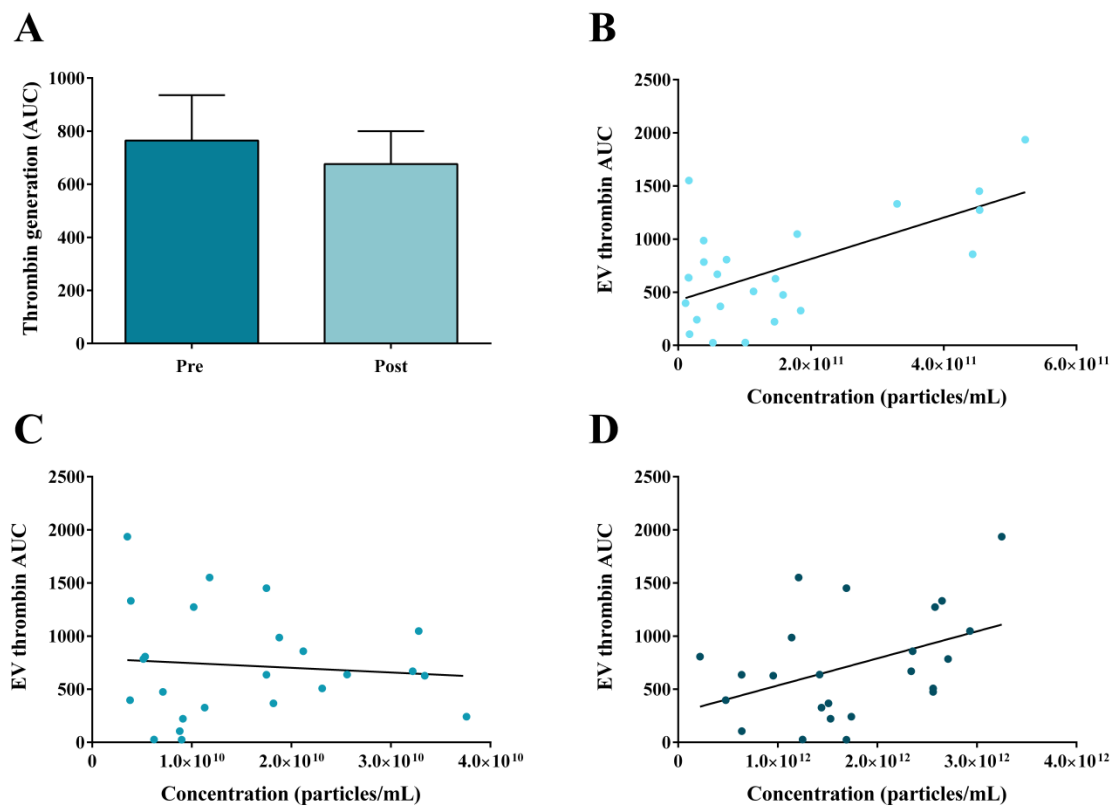 A
Thrombin generation (AUC)
1000
800
600
400
200
0
Pre Post
B
EV thrombin AUC
2500
2000
1500
1000
500
0
0 2.0×10¹¹ 4.0×10¹¹ 6.0×10¹¹
Concentration (particles/mL)
C
EV thrombin AUC
2500
2000
1500
1000
500
0
0 1.0×10¹⁰ 2.0×10¹⁰ 3.0×10¹⁰ 4.0×10¹⁰
Concentration (particles/mL)
D
EV thrombin AUC
2500
2000
1500
1000
500
0
0 1.0×10¹² 2.0×10¹² 3.0×10¹² 4.0×10¹²
Concentration (particles/mL)